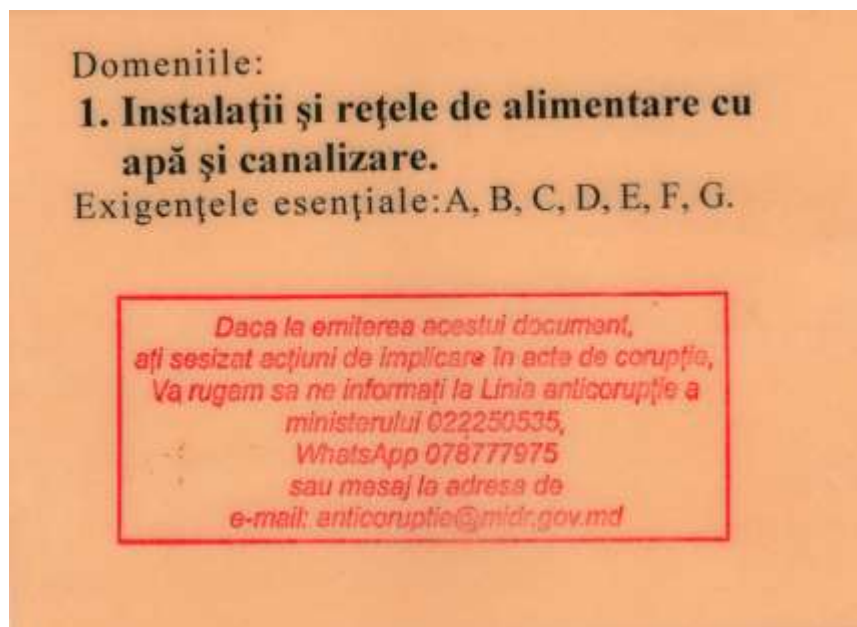 Domeniile:
1. Instalaţii şi reţele de alimentare cu
apă şi canalizare.
Exigenţele esenţiale: A, B, C, D, E, F, G.
Daca la emiterea acestui document,
aţi sesizat acţiuni de implicare în acte de corupţie,
Va rugam sa ne informaţi la Linia anticorupţie a
ministerului 022250535,
WhatsApp 078777975
sau mesaj la adresa de
e-mail: anticoruptie@midr.gov.md